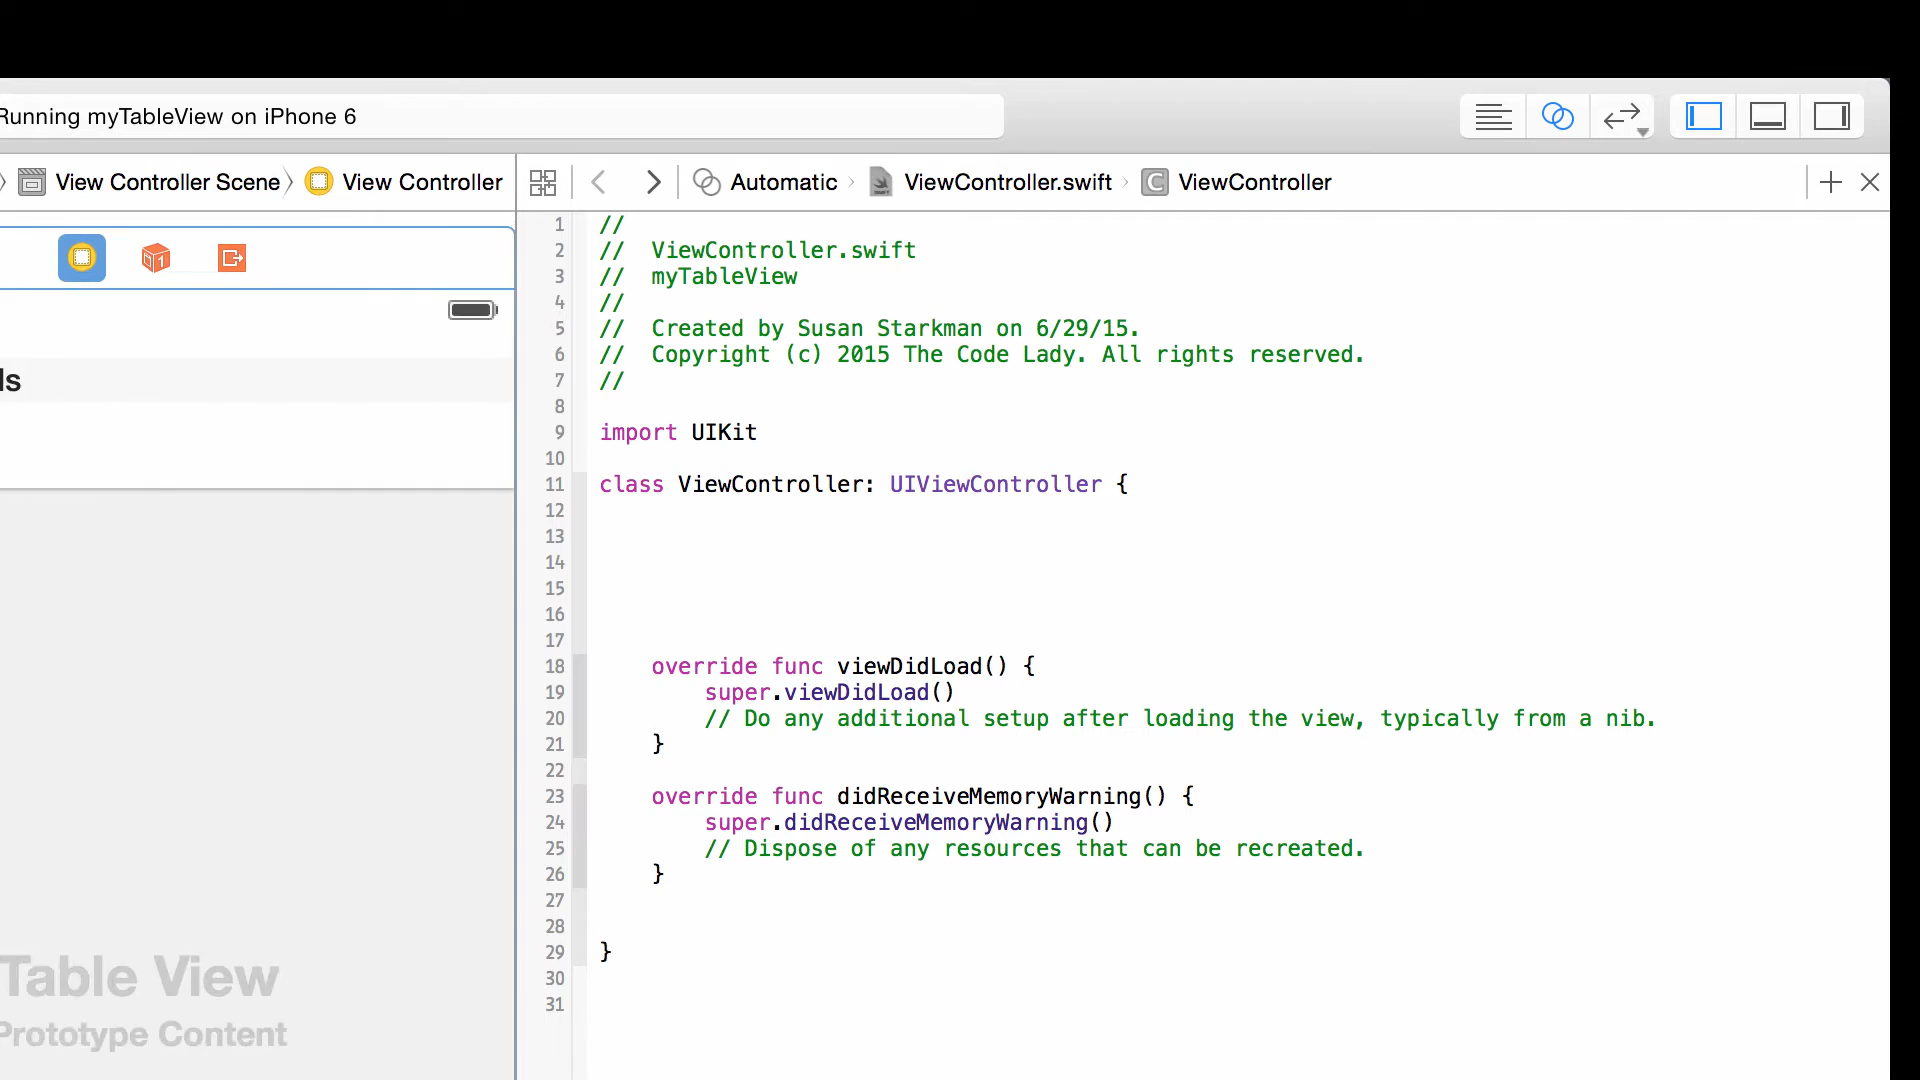 Running myTableView on iPhone 6
View Controller Scene
View Controller
Automatic
ViewController.swift
C
ViewController
1
ls
Table View
Prototype Content
1 //
2 //  ViewController.swift
3 //  myTableView
4 //
5 //  Created by Susan Starkman on 6/29/15.
6 //  Copyright (c) 2015 The Code Lady. All rights reserved.
7 //
8
9 import UIKit
10
11 class ViewController: UIViewController {
12
13
14
15
16
17
18     override func viewDidLoad() {
19         super.viewDidLoad()
20         // Do any additional setup after loading the view, typically from a nib.
21     }
22
23     override func didReceiveMemoryWarning() {
24         super.didReceiveMemoryWarning()
25         // Dispose of any resources that can be recreated.
26     }
27
28
29 }
30
31